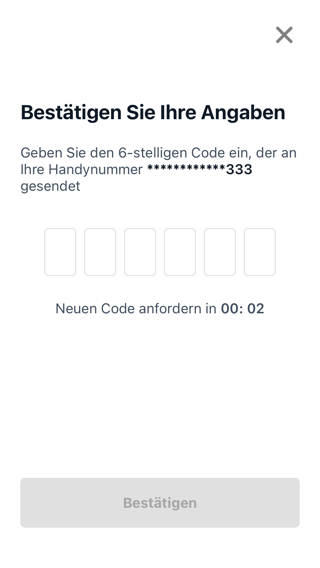 Bestätigen Sie Ihre Angaben
Geben Sie den 6-stelligen Code ein, der an
Ihre Handynummer ************333
gesendet
Neuen Code anfordern in 00: 02
Bestätigen